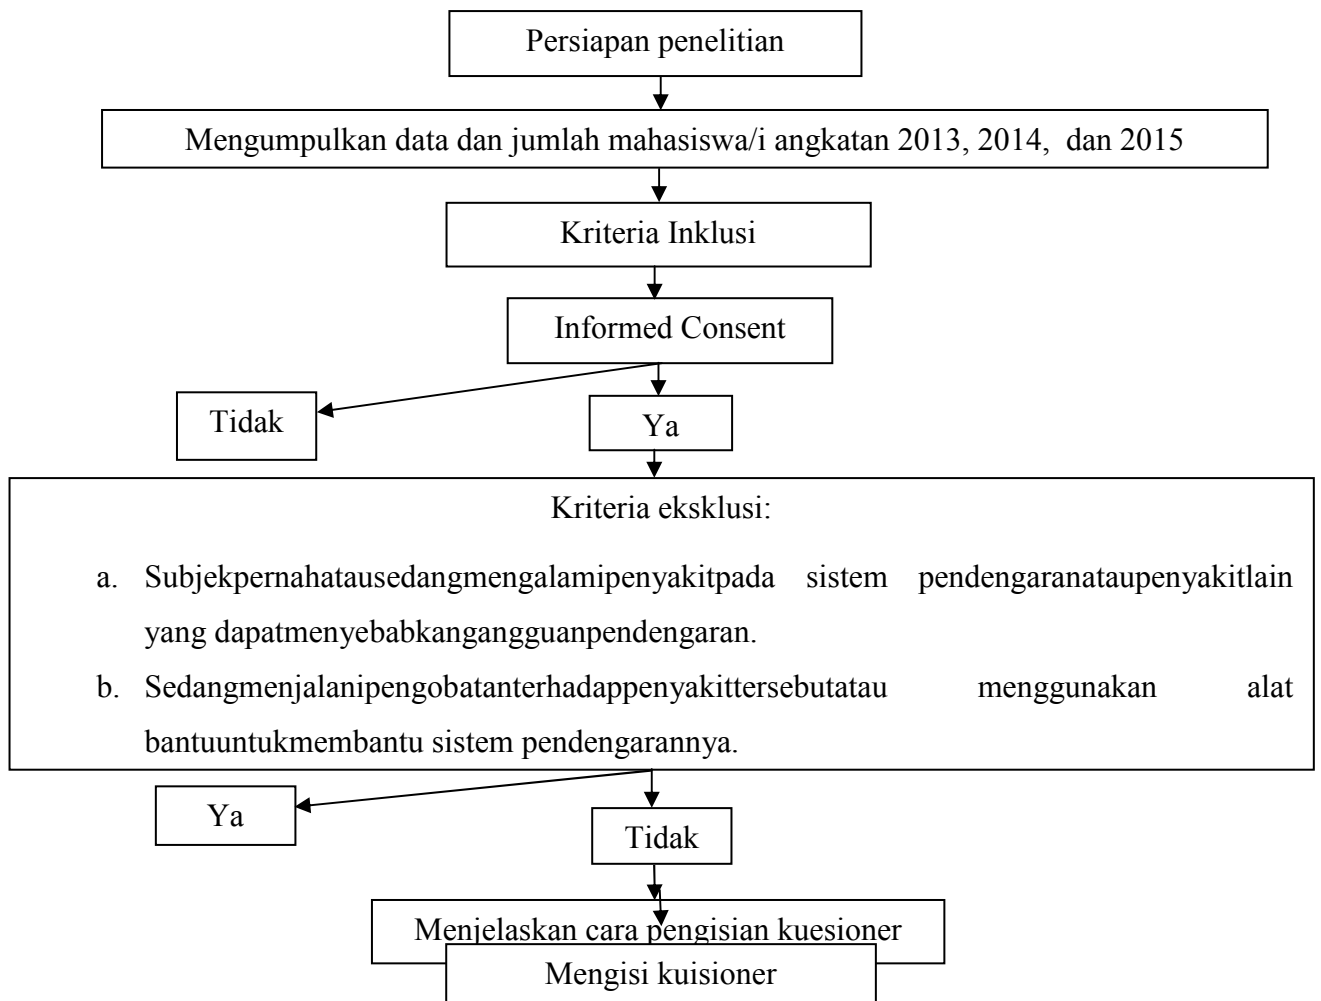 Persiapan penelitian
Mengumpulkan data dan jumlah mahasiswa/i angkatan 2013, 2014, dan 2015
Kriteria Inklusi
Informed Consent
Tidak
Ya
Kriteria eksklusi:
a. Subjekpernahatausedangmengalamipenyakitpada sistem pendengaranataupenyakitlain
yang dapatmenyebabkangangguanpendengaran.
b. Sedangmenjalanipengobatanterhadappenyakittersebutatau menggunakan alat
bantuuntukmembantu sistem pendengarannya.
Ya
Tidak
Menjelaskan cara pengisian kuesioner
Mengisi kuisioner